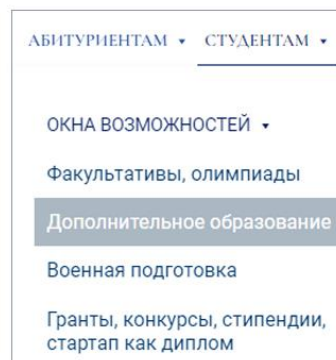 АБИТУРИЕНТАМ СТУДЕНТАМ
ОКНА ВОЗМОЖНОСТЕЙ
Факультативы, олимпиады
Дополнительное образование
Военная подготовка
Гранты, конкурсы, стипендии,
стартап как диплом